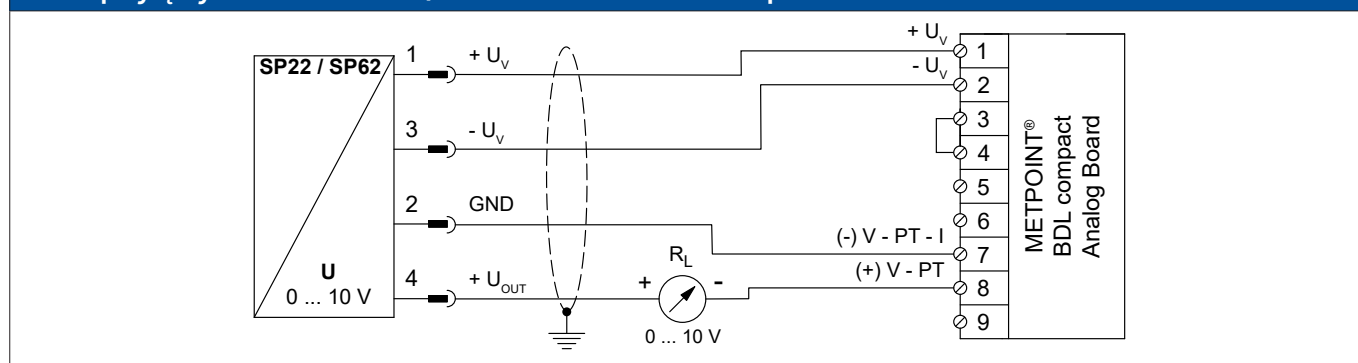 SP22 / SP62
U
0 ... 10 V
1
+ U_V
3
- U_V
2
GND
4
+ U_OUT
R_L
+
-
0 ... 10 V
+ U_V
- U_V
(-) V - PT - I
(+) V - PT
1
2
3
4
5
6
7
8
9
METPOINT®
BDL compact
Analog Board